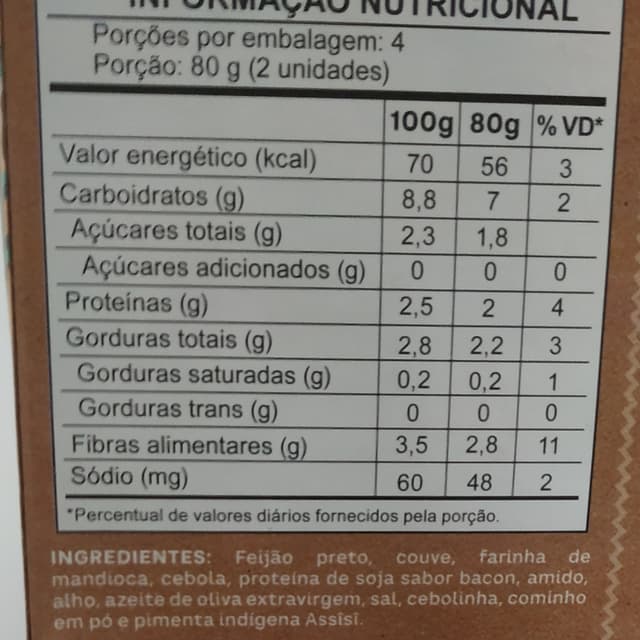 INFORMAÇÃO NUTRICIONAL
Porções por embalagem: 4
Porção: 80 g (2 unidades)
100g 80g % VD*
Valor energético (kcal) 70 56 3
Carboidratos (g) 8,8 7 2
Açúcares totais (g) 2,3 1,8
Açúcares adicionados (g) 0 0 0
Proteínas (g) 2,5 2 4
Gorduras totais (g) 2,8 2,2 3
Gorduras saturadas (g) 0,2 0,2 1
Gorduras trans (g) 0 0 0
Fibras alimentares (g) 3,5 2,8 11
Sódio (mg) 60 48 2
*Percentual de valores diários fornecidos pela porção.
INGREDIENTES: Feijão preto, couve, farinha de
mandioca, cebola, proteína de soja sabor bacon, amido,
alho, azeite de oliva extravirgem, sal, cebolinha, cominho
em pó e pimenta indígena Assisi.